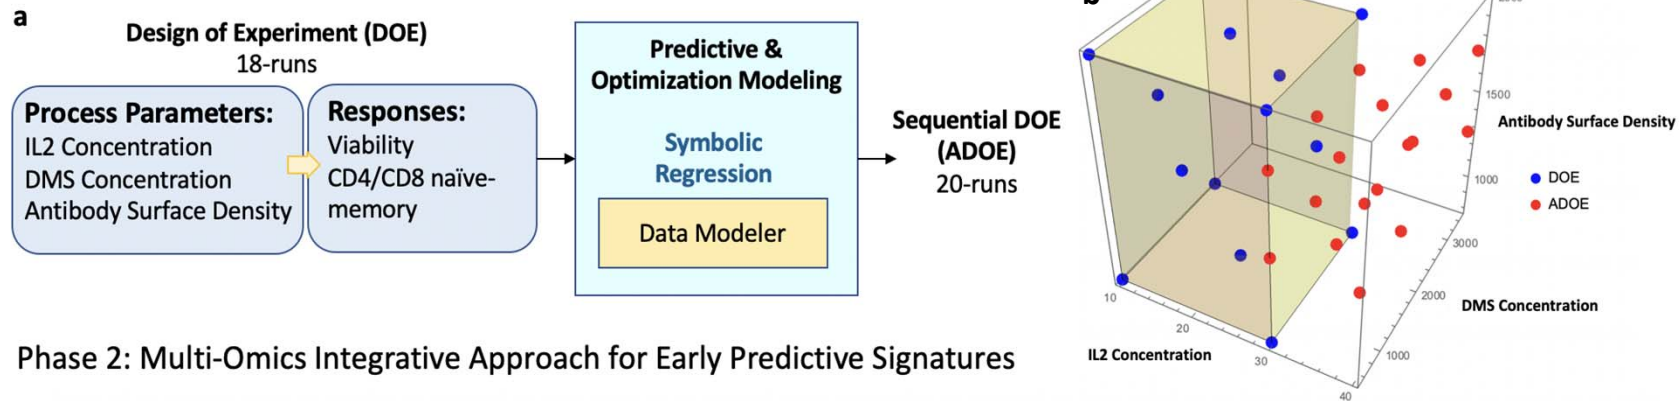 a
Design of Experiment (DOE)
18-runs
Process Parameters:
IL2 Concentration
DMS Concentration
Antibody Surface Density
Responses:
Viability
CD4/CD8 naïve-
memory
Predictive &
Optimization Modeling
Symbolic
Regression
Data Modeler
Sequential DOE
(ADOE)
20-runs
b
1500
Antibody Surface Density
1000
DOE
ADOE
3000
2000
DMS Concentration
1000
10
20
30
40
IL2 Concentration
Phase 2: Multi-Omics Integrative Approach for Early Predictive Signatures